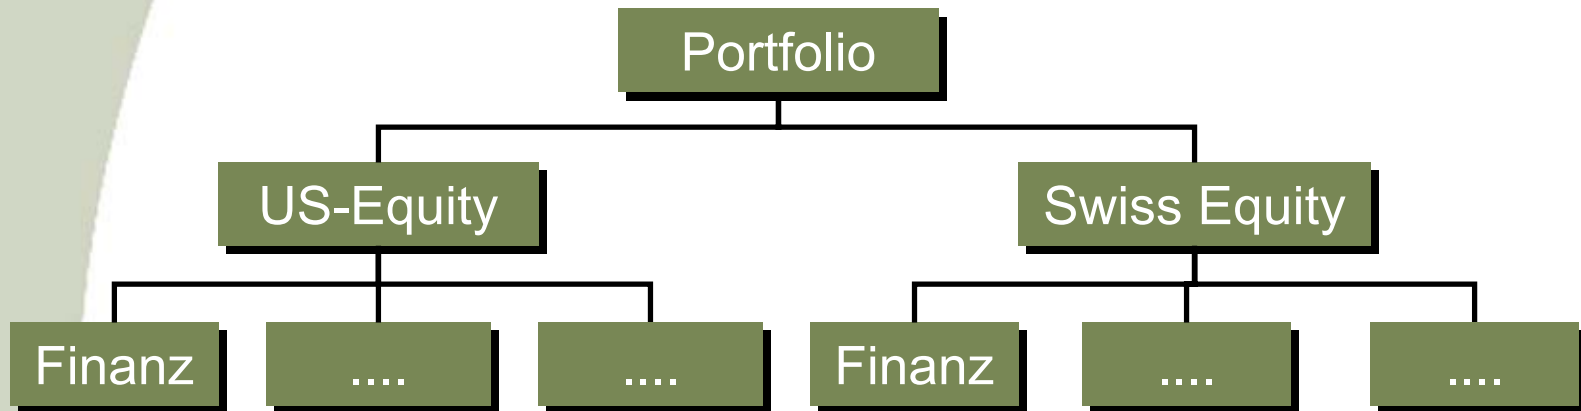 Portfolio
US-Equity
Swiss Equity
Finanz
....
....
Finanz
....
....